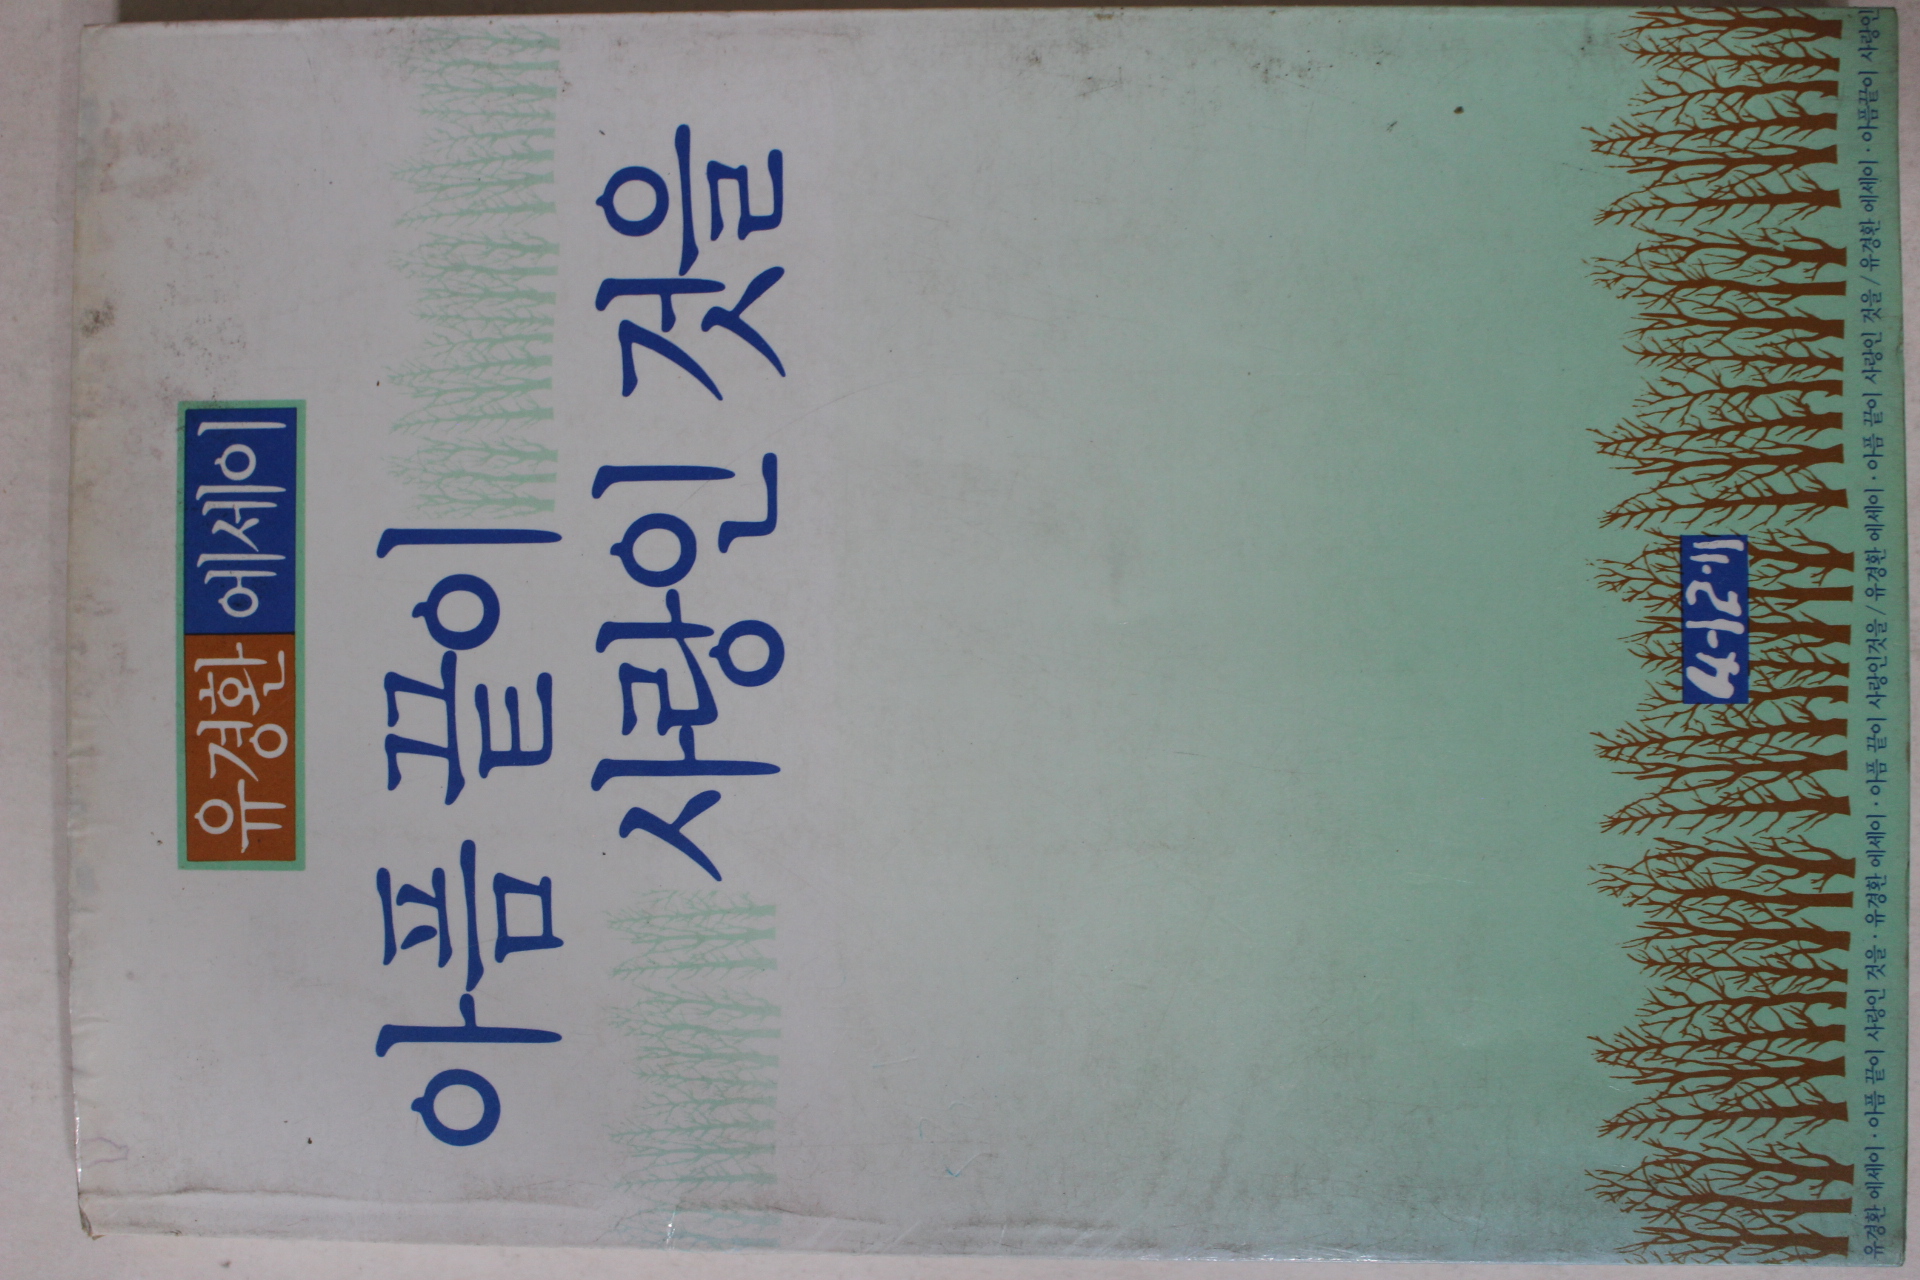 유경환 에세이
아픔 끝이
사랑인 것을
4·12·11
유경환 에세이·아픔 끝이 사랑인 것을·유경환 에세이·아픔 끝이 사랑인것을/유경환 에세이·아픔 끝이 사랑인 것을/유경환 에세이·아픔끝이 사랑인